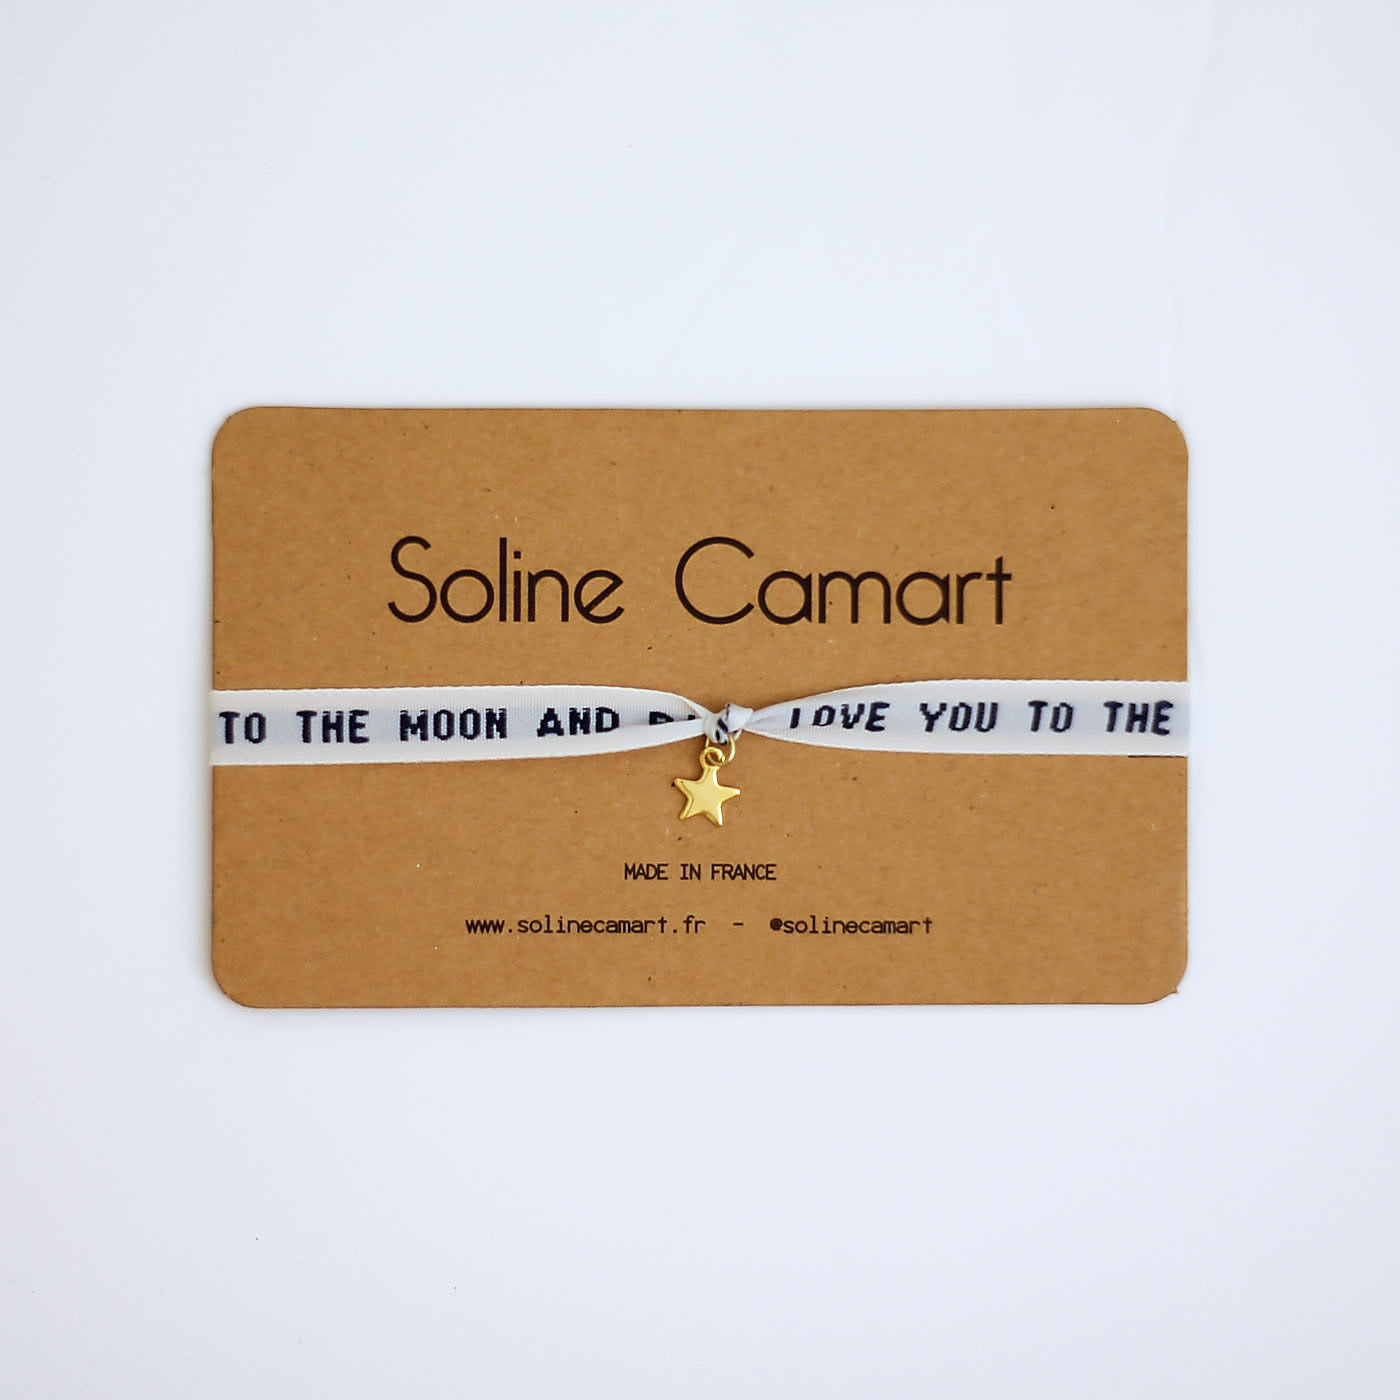 Soline Camart
TO THE MOON AND LOVE YOU TO THE
MADE IN FRANCE
www.solinecamart.fr - @solinecamart